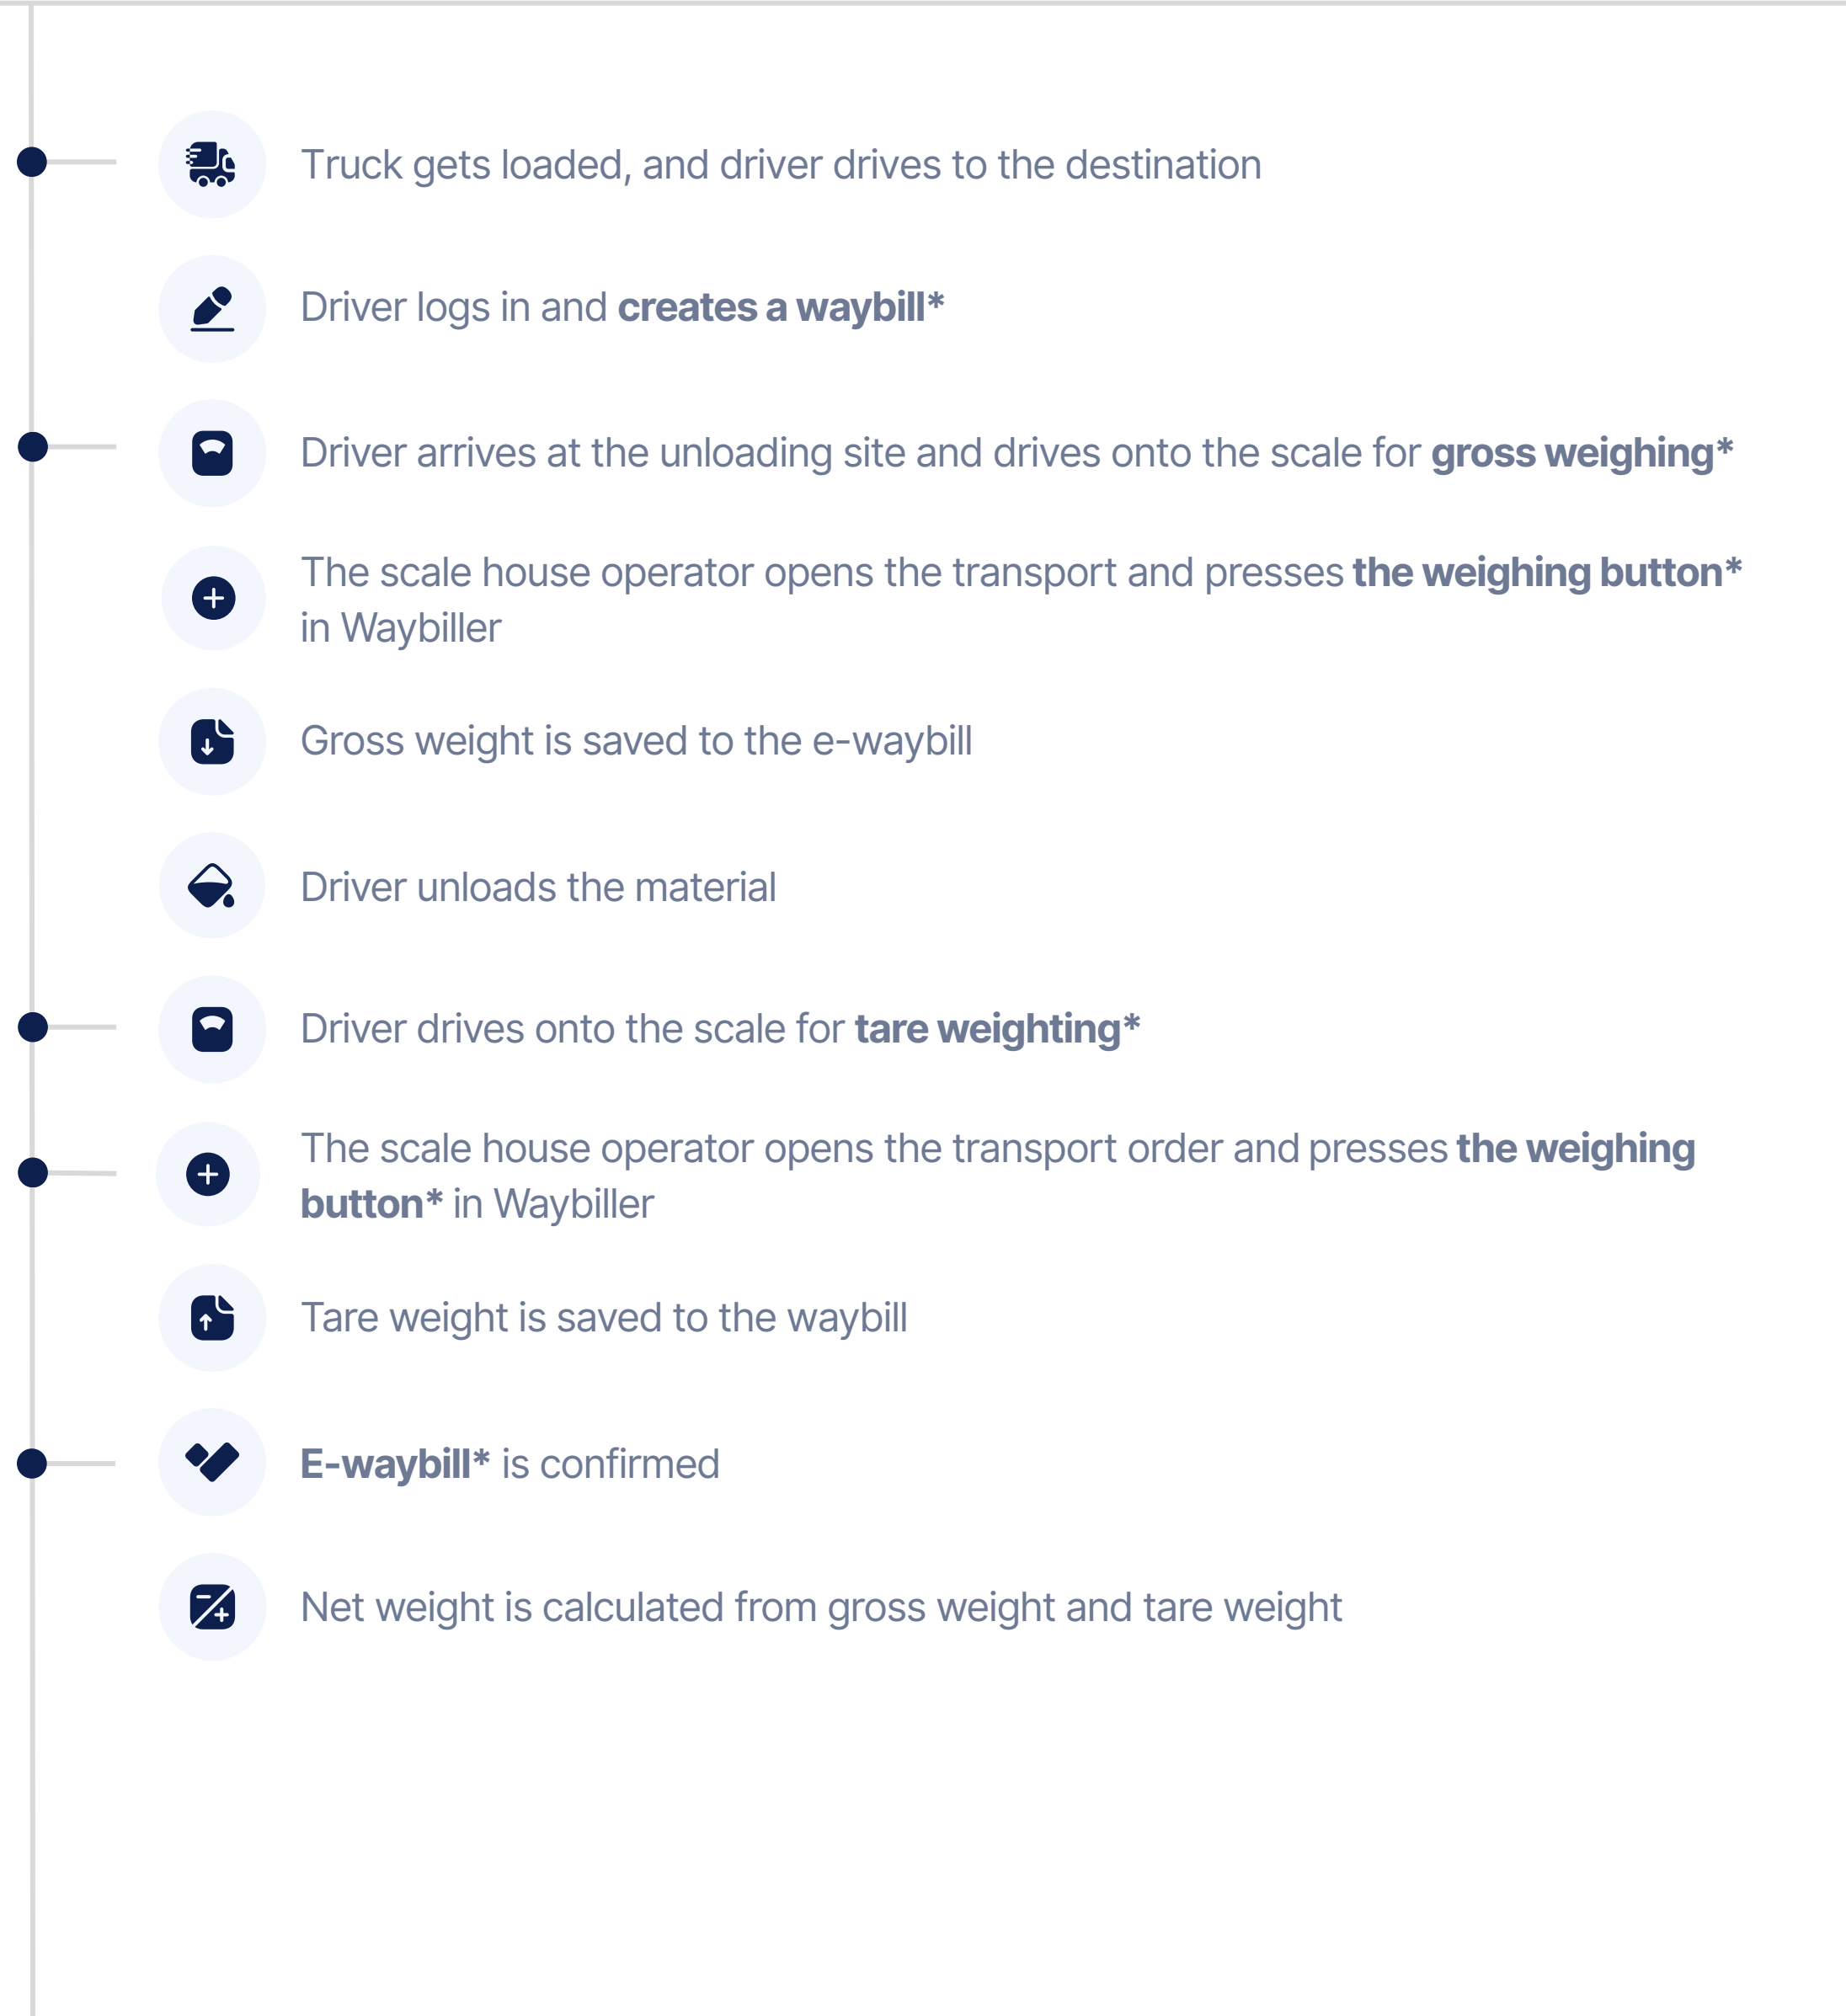 Truck gets loaded, and driver drives to the destination
Driver logs in and creates a waybill*
Driver arrives at the unloading site and drives onto the scale for gross weighing*
The scale house operator opens the transport and presses the weighing button*
in Waybiller
Gross weight is saved to the e-waybill
Driver unloads the material
Driver drives onto the scale for tare weighting*
The scale house operator opens the transport order and presses the weighing
button* in Waybiller
Tare weight is saved to the waybill
E-waybill* is confirmed
Net weight is calculated from gross weight and tare weight